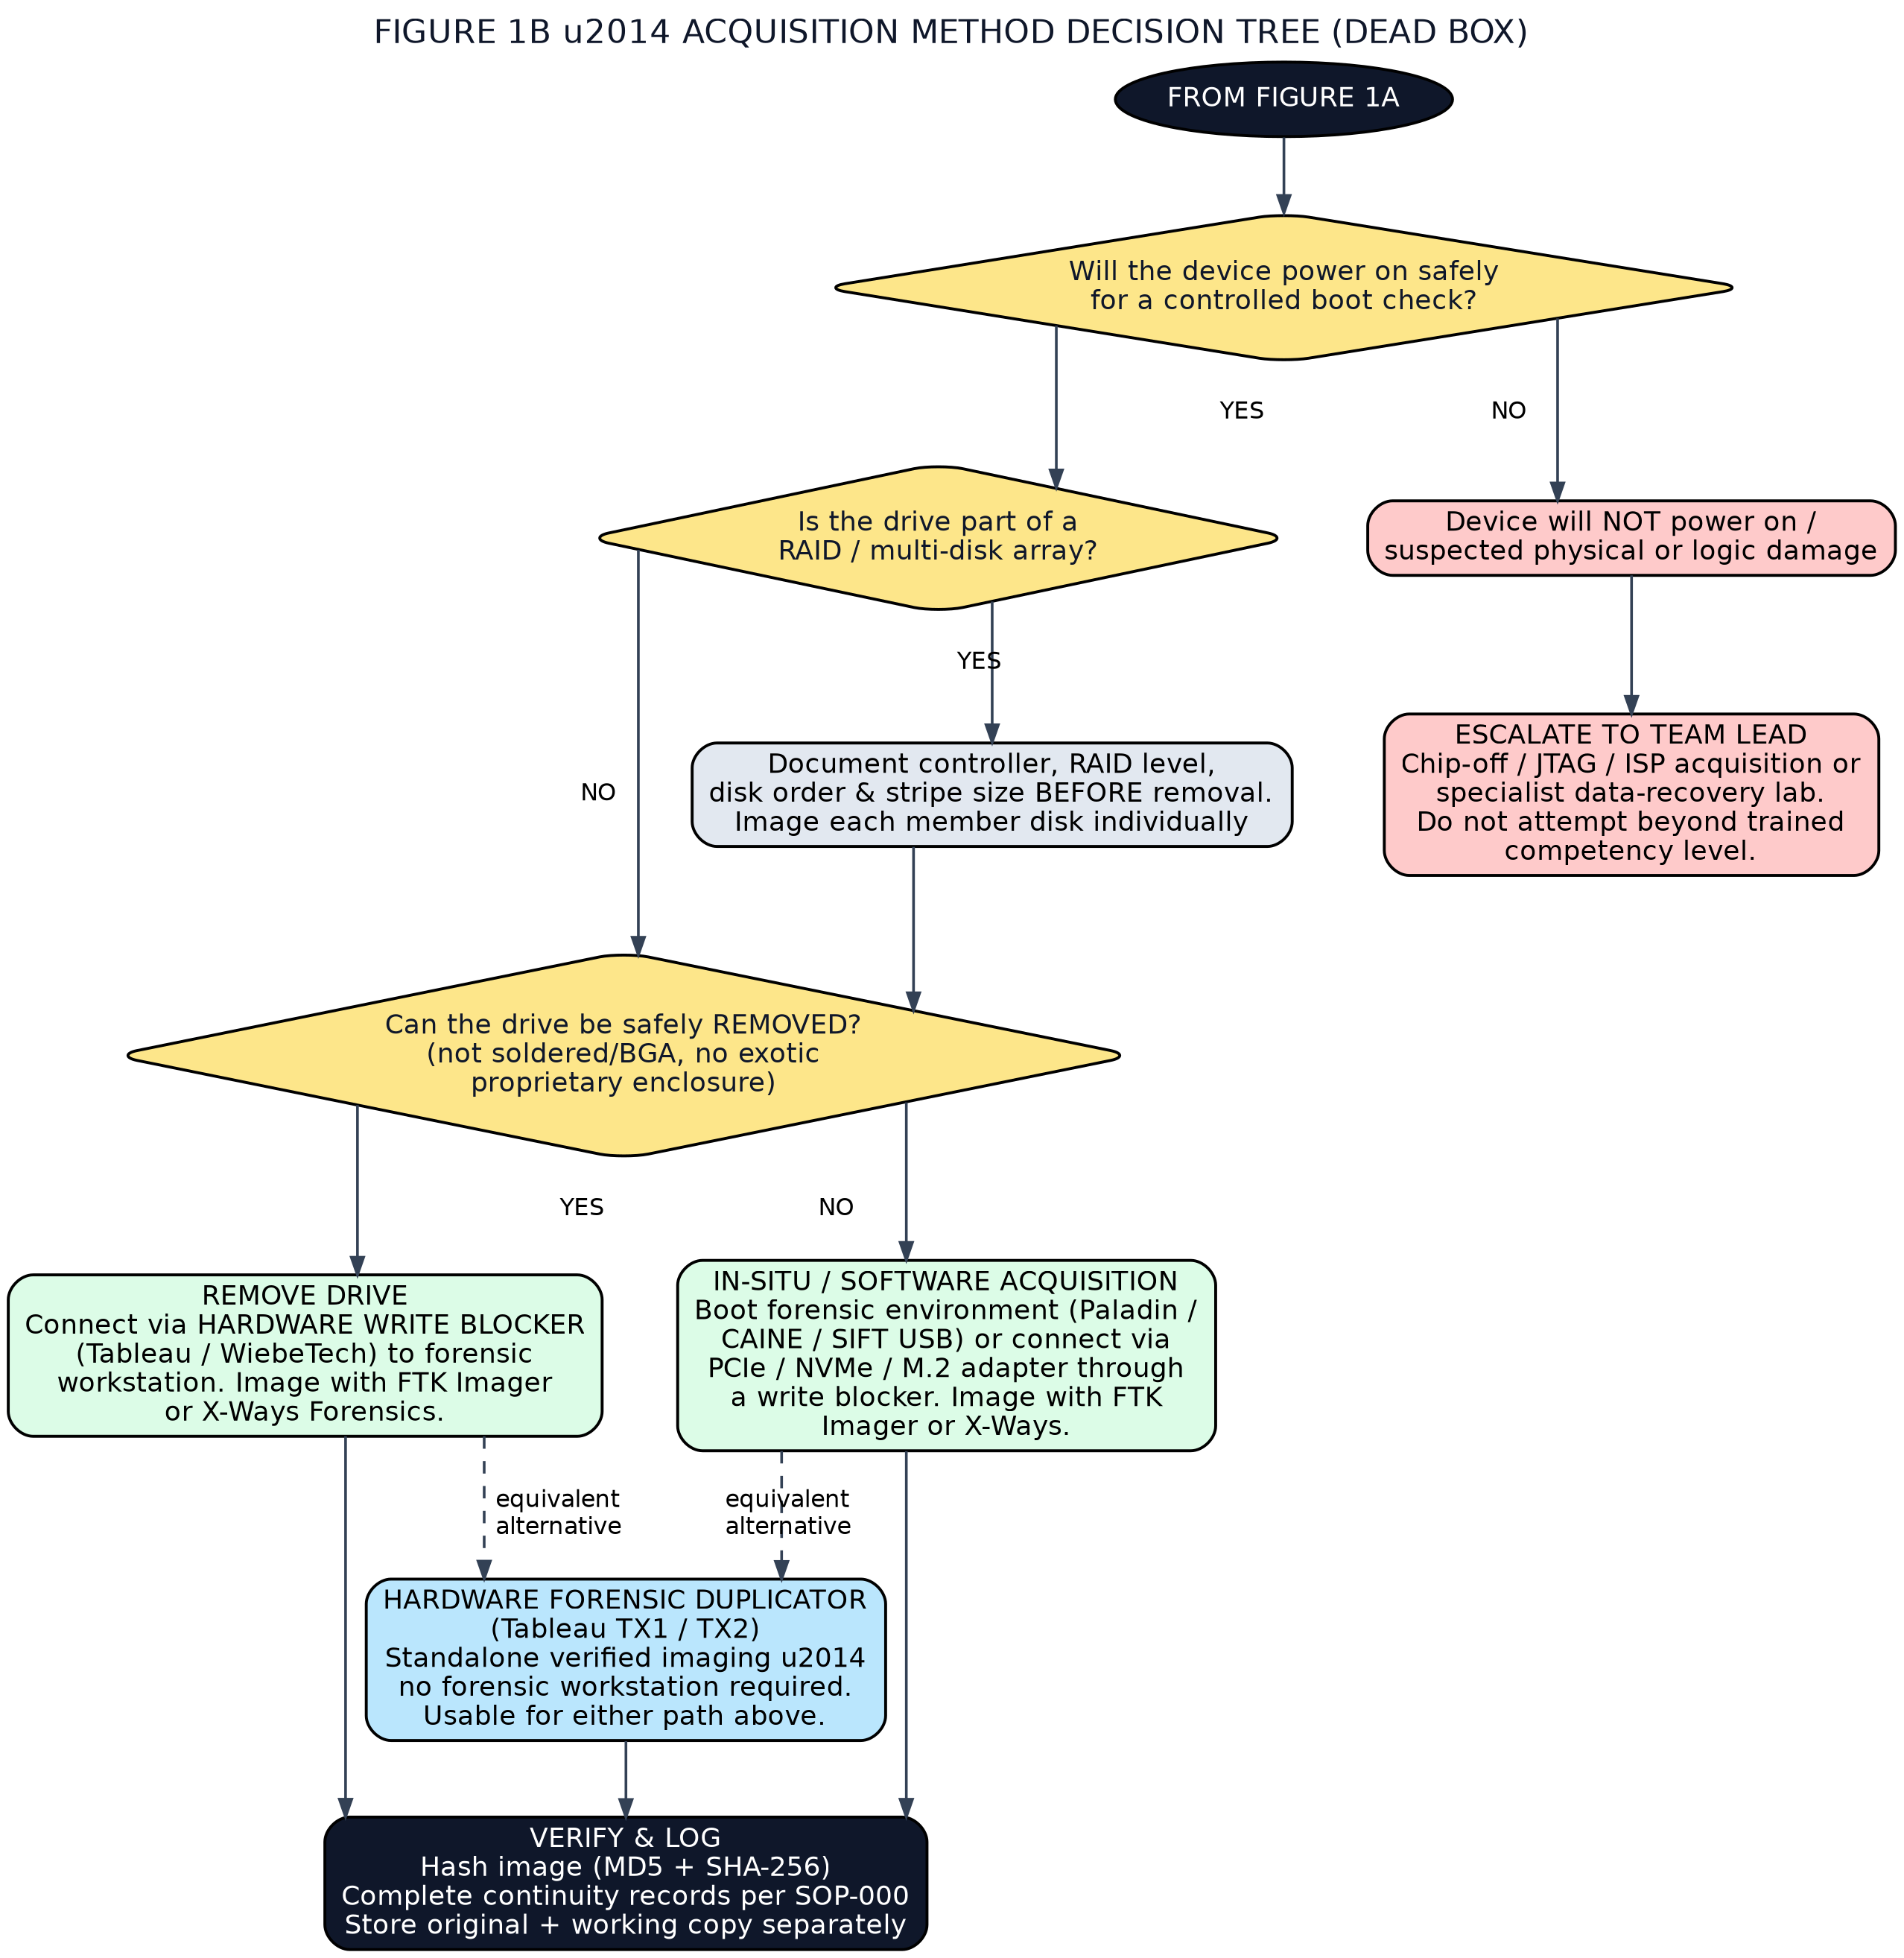 FIGURE 1B u2014 ACQUISITION METHOD DECISION TREE (DEAD BOX)
FROM FIGURE 1A
Will the device power on safely
for a controlled boot check?
YES
NO
Is the drive part of a
RAID / multi-disk array?
Device will NOT power on /
suspected physical or logic damage
YES
NO
Document controller, RAID level,
disk order & stripe size BEFORE removal.
Image each member disk individually
ESCALATE TO TEAM LEAD
Chip-off / JTAG / ISP acquisition or
specialist data-recovery lab.
Do not attempt beyond trained
competency level.
Can the drive be safely REMOVED?
(not soldered/BGA, no exotic
proprietary enclosure)
YES
NO
REMOVE DRIVE
Connect via HARDWARE WRITE BLOCKER
(Tableau / WiebeTech) to forensic
workstation. Image with FTK Imager
or X-Ways Forensics.
IN-SITU / SOFTWARE ACQUISITION
Boot forensic environment (Paladin /
CAINE / SIFT USB) or connect via
PCIe / NVMe / M.2 adapter through
a write blocker. Image with FTK
Imager or X-Ways.
equivalent
alternative
equivalent
alternative
HARDWARE FORENSIC DUPLICATOR
(Tableau TX1 / TX2)
Standalone verified imaging u2014
no forensic workstation required.
Usable for either path above.
VERIFY & LOG
Hash image (MD5 + SHA-256)
Complete continuity records per SOP-000
Store original + working copy separately